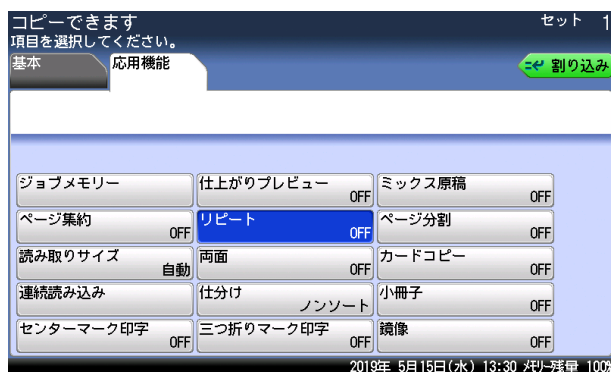 コピーできます
セット 1
項目を選択してください。
基本
応用機能
割り込み
ジョブメモリー
仕上がりプレビュー
OFF
ミックス原稿
OFF
ページ集約
OFF
リピート
OFF
ページ分割
OFF
読み取りサイズ
自動
両面
OFF
カードコピー
OFF
連続読み込み
仕分け
ノンソート
小冊子
OFF
センターマーク印字
OFF
三つ折りマーク印字
OFF
鏡像
OFF
2019年 5月15日(水) 13:30 メモリー残量 100%